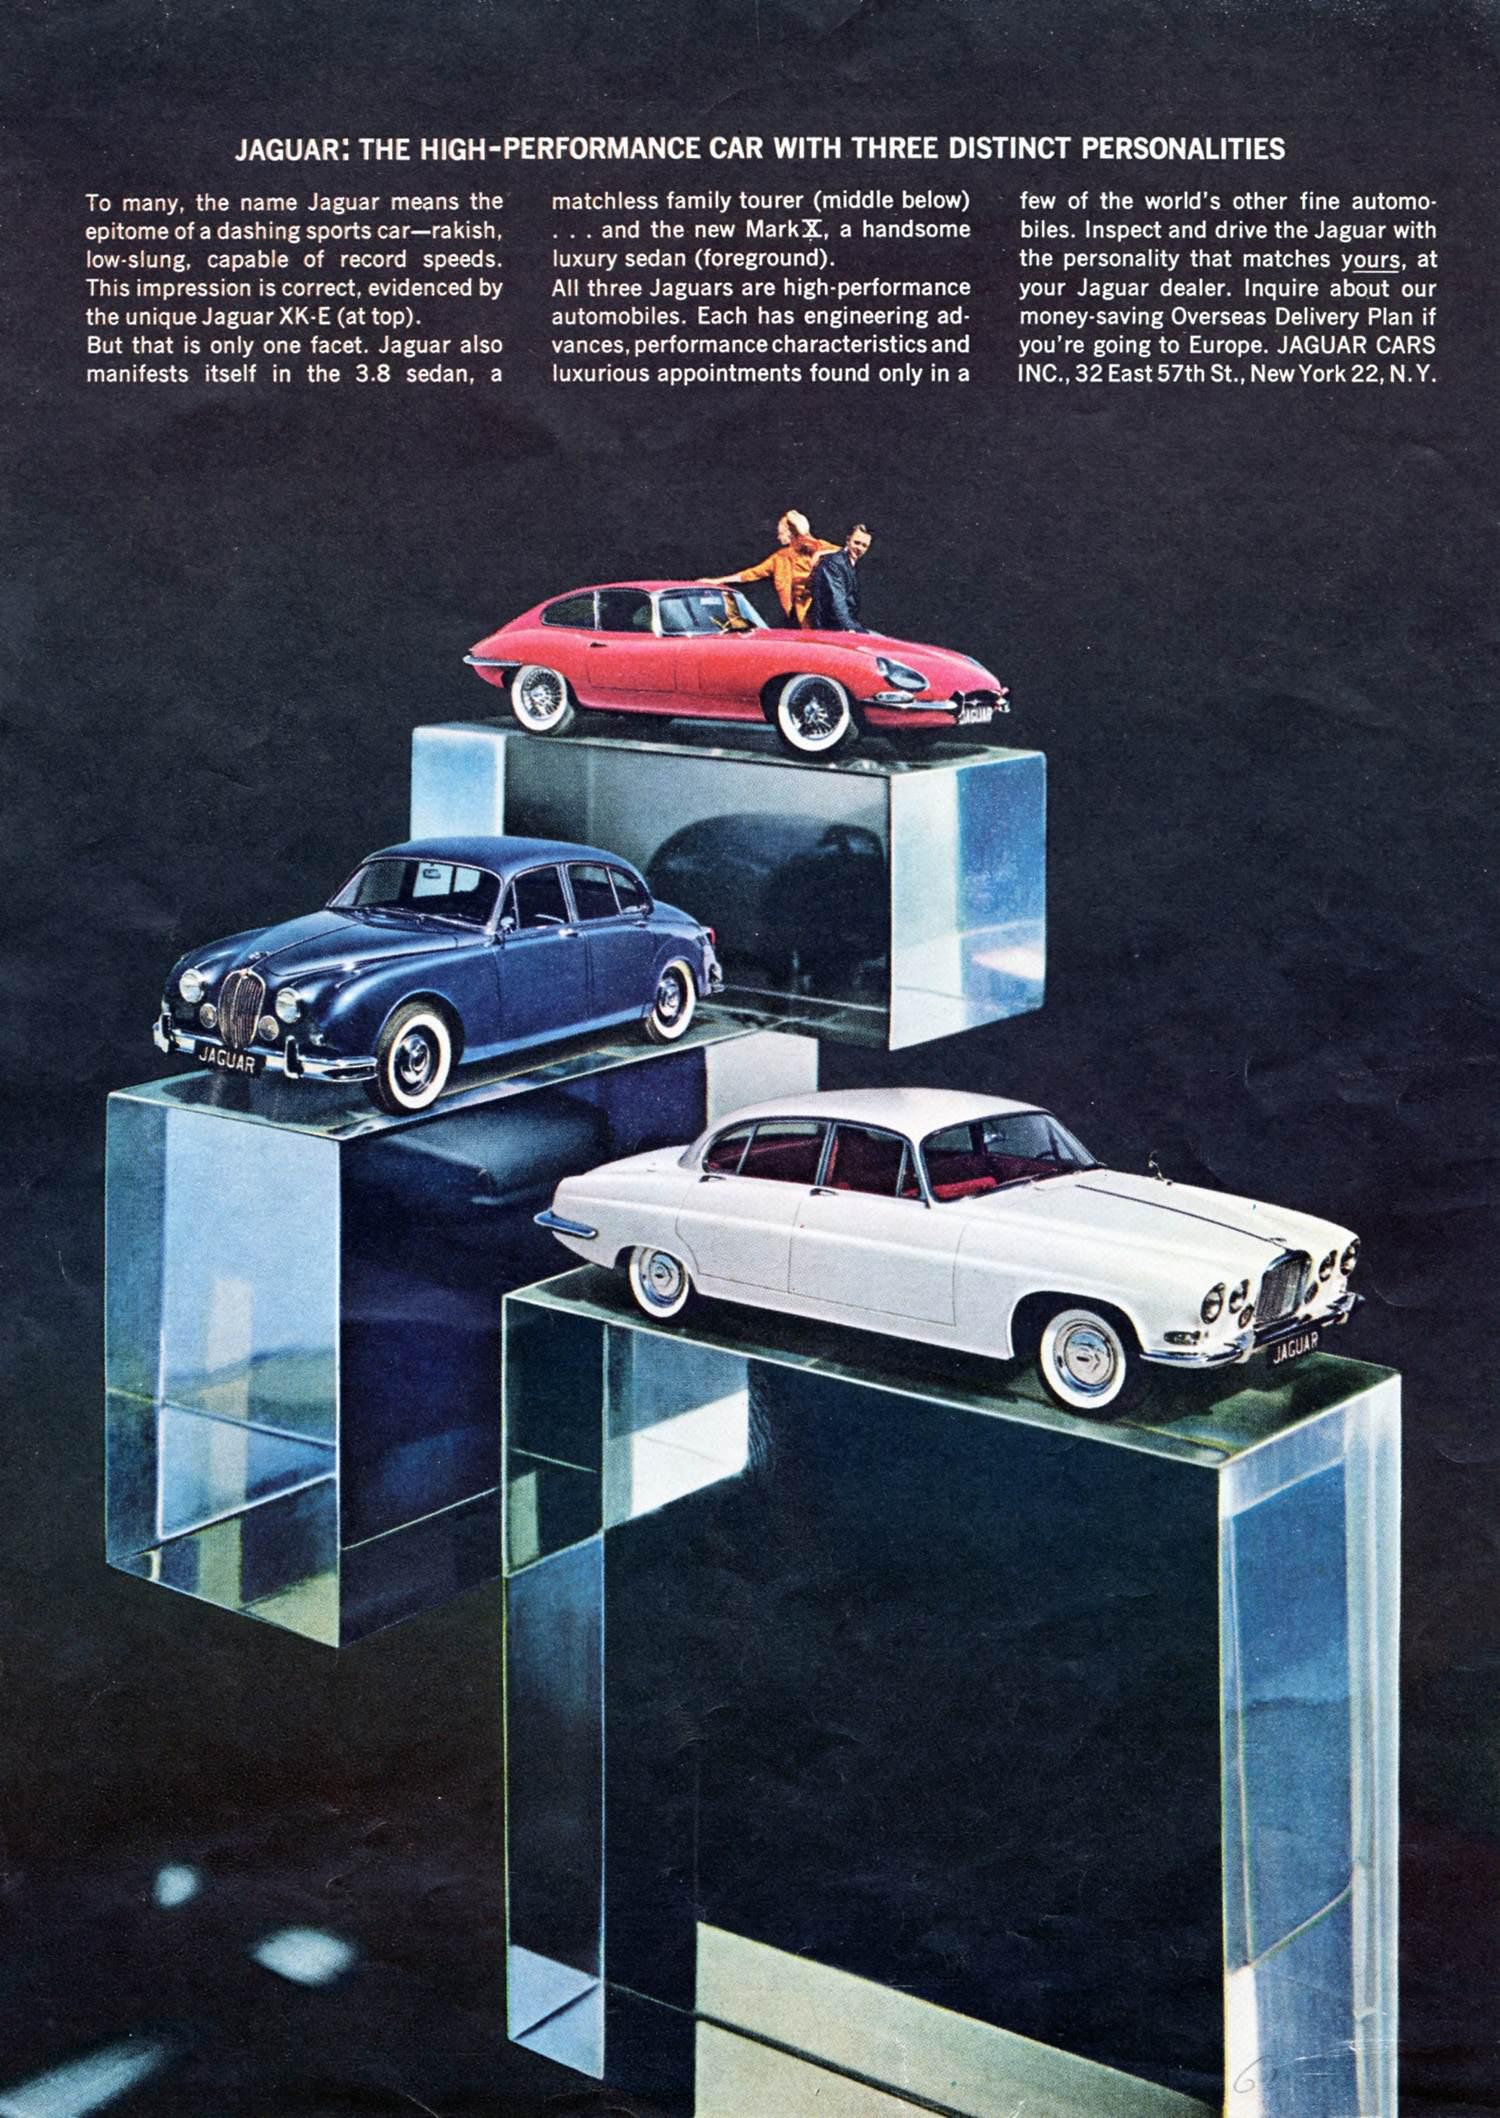 JAGUAR: THE HIGH-PERFORMANCE CAR WITH THREE DISTINCT PERSONALITIES
To many, the name Jaguar means the
epitome of a dashing sports car—rakish,
low-slung, capable of record speeds.
This impression is correct, evidenced by
the unique Jaguar XK-E (at top).
But that is only one facet. Jaguar also
manifests itself in the 3.8 sedan, a
matchless family tourer (middle below)
. . . and the new Mark X, a handsome
luxury sedan (foreground).
All three Jaguars are high-performance
automobiles. Each has engineering ad-
vances, performance characteristics and
luxurious appointments found only in a
few of the world's other fine automo-
biles. Inspect and drive the Jaguar with
the personality that matches yours, at
your Jaguar dealer. Inquire about our
money-saving Overseas Delivery Plan if
you're going to Europe. JAGUAR CARS
INC., 32 East 57th St., New York 22, N.Y.
JAGUAR
JAGUAR
JAGUAR